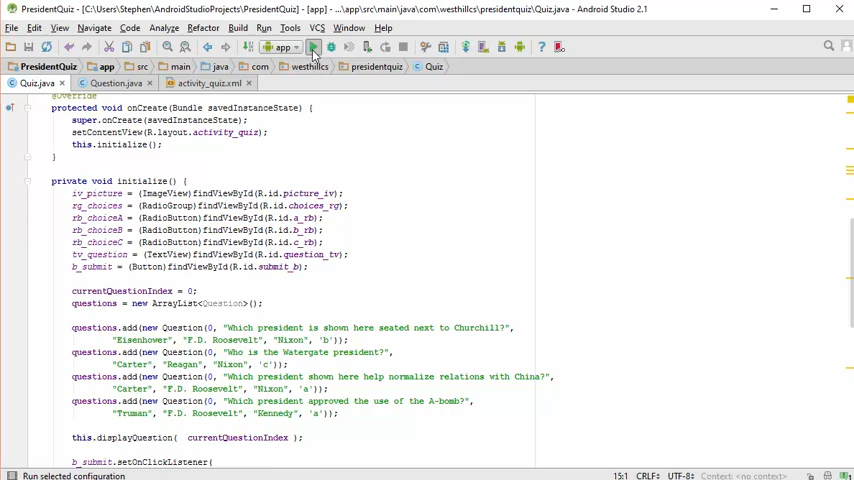 PresidentQuiz - [C:\Users\Stephen\AndroidStudioProjects\PresidentQuiz] - [app] - ...\app\src\main\java\com\westhillcs\presidentquiz\Quiz.java - Android Studio 2.1
File Edit View Navigate Code Analyze Refactor Build Run Tools VCS Window Help
app
PresidentQuiz app src main java com westhillcs presidentquiz Quiz
Quiz.java Question.java activity_quiz.xml
@Override
protected void onCreate(Bundle savedInstanceState) {
super.onCreate(savedInstanceState);
setContentView(R.layout.activity_quiz);
this.initialize();
}
private void initialize() {
iv_picture = (ImageView)findViewById(R.id.picture_iv);
rg_choices = (RadioGroup)findViewById(R.id.choices_rg);
rb_choiceA = (RadioButton)findViewById(R.id.a_rb);
rb_choiceB = (RadioButton)findViewById(R.id.b_rb);
rb_choiceC = (RadioButton)findViewById(R.id.c_rb);
tv_question = (TextView)findViewById(R.id.question_tv);
b_submit = (Button)findViewById(R.id.submit_b);
currentQuestionIndex = 0;
questions = new ArrayList<Question>();
questions.add(new Question(0, "Which president is shown here seated next to Churchill?",
"Eisenhower", "F.D. Roosevelt", "Nixon", 'b'));
questions.add(new Question(0, "Who is the Watergate president?",
"Carter", "Reagan", "Nixon", 'c'));
questions.add(new Question(0, "Which president shown here help normalize relations with China?",
"Carter", "F.D. Roosevelt", "Nixon", 'a'));
questions.add(new Question(0, "Which president approved the use of the A-bomb?",
"Truman", "F.D. Roosevelt", "Kennedy", 'a'));
this.displayQuestion( currentQuestionIndex );
b_submit.setOnClickListener(
Run selected configuration 15:1 CRLF UTF-8 Context: <no context>